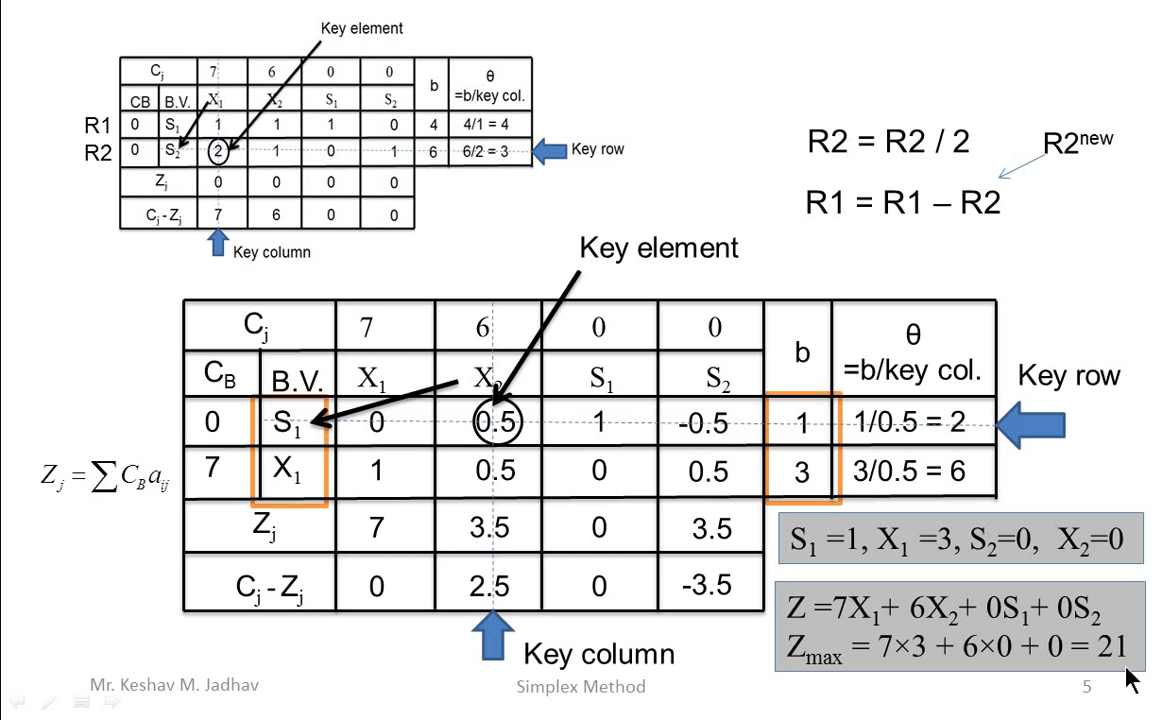 Key element
Cj 7 6 0 0 b θ =b/key col.
CB B.V. X1 X2 S1 S2
R1 0 S1 1 1 1 0 4 4/1 = 4
R2 0 S2 2 1 0 1 6 6/2 = 3 Key row
Zj 0 0 0 0
Cj - Zj 7 6 0 0
Key column
R2 = R2 / 2
R2new
R1 = R1 – R2
Key element
Cj 7 6 0 0 b θ =b/key col.
CB B.V. X1 X2 S1 S2
Key row
0 S1 0 0.5 1 -0.5 1 1/0.5 = 2
7 X1 1 0.5 0 0.5 3 3/0.5 = 6
Zj = ∑ CB aij
Zj 7 3.5 0 3.5
Cj - Zj 0 2.5 0 -3.5
Key column
S1 =1, X1 =3, S2=0, X2=0
Z =7X1+ 6X2+ 0S1+ 0S2
Zmax = 7×3 + 6×0 + 0 = 21
Mr. Keshav M. Jadhav
Simplex Method
5